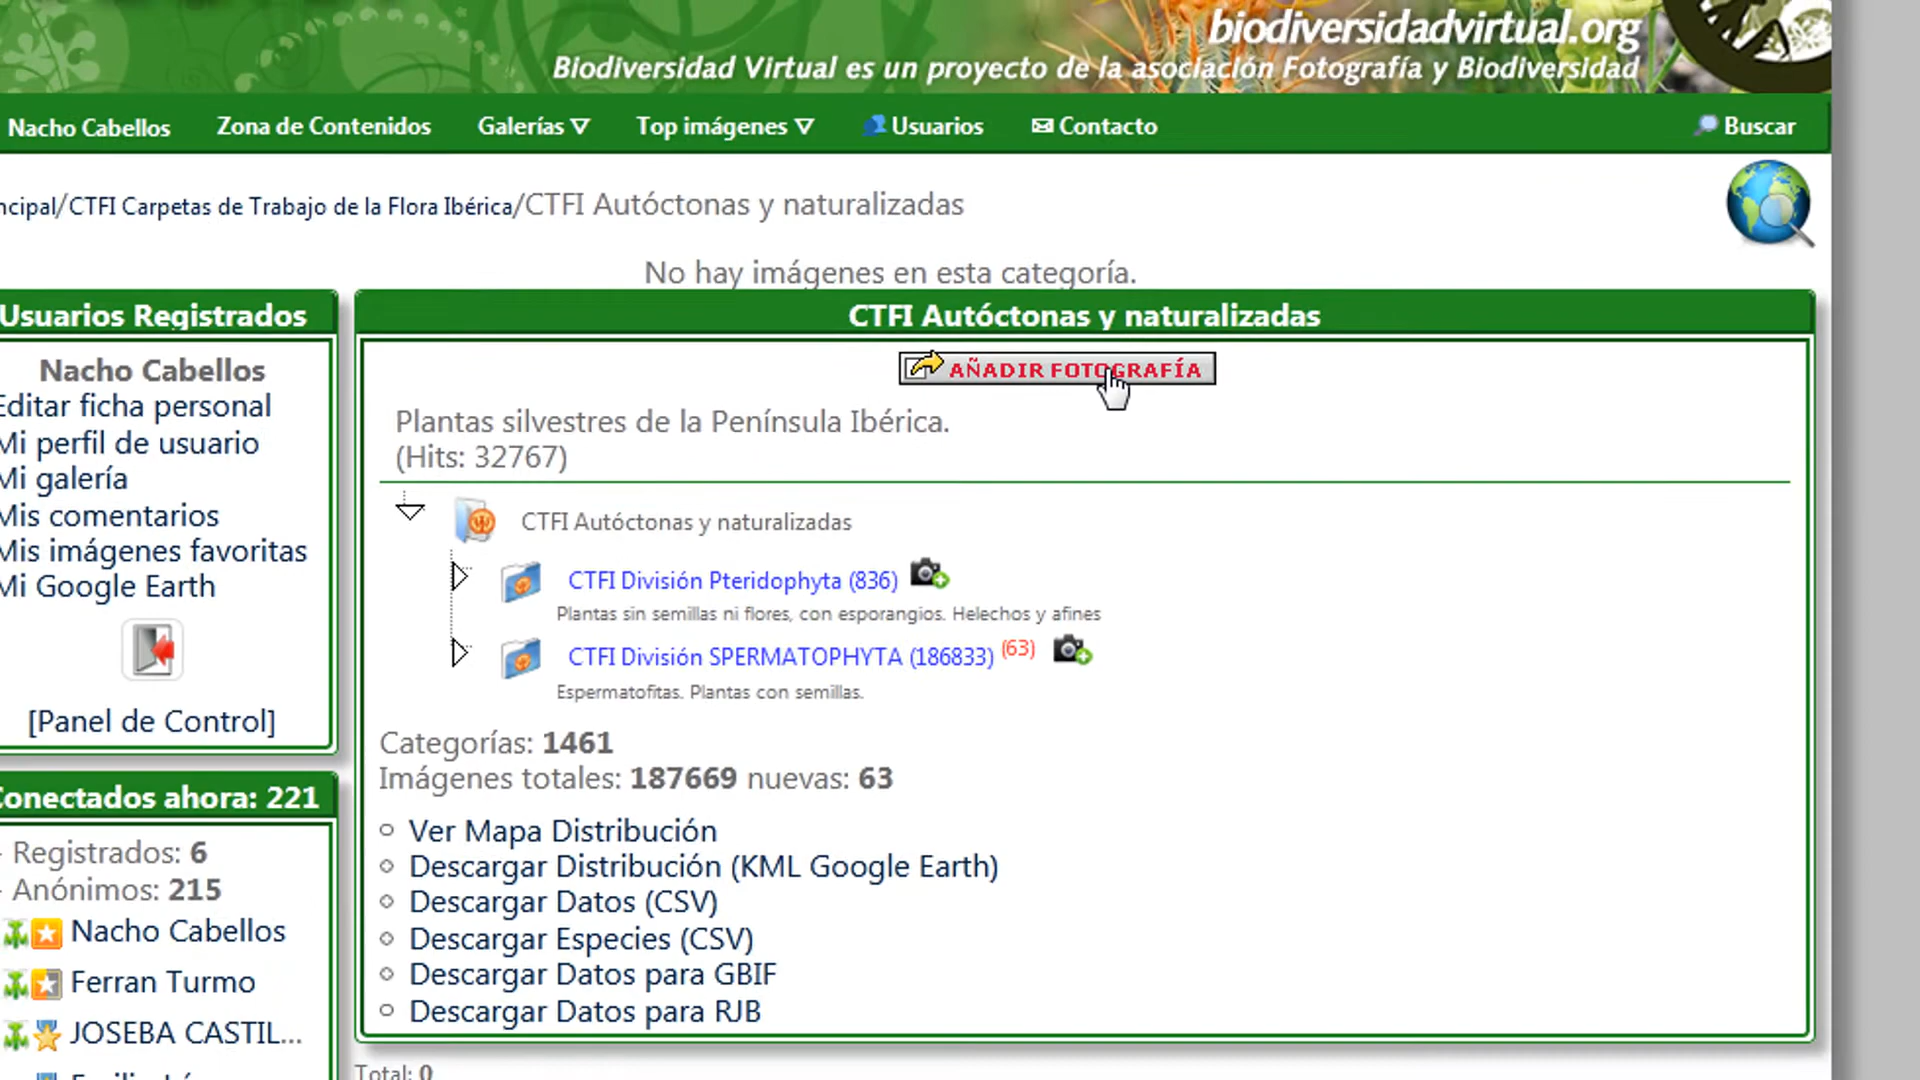 biodiversidadvirtual.org
Biodiversidad Virtual es un proyecto de la asociación Fotografía y Biodiversidad
Nacho Cabellos Zona de Contenidos Galerías Top imágenes Usuarios Contacto Buscar
ncipal/CTFI Carpetas de Trabajo de la Flora Ibérica/CTFI Autóctonas y naturalizadas
No hay imágenes en esta categoría.
Usuarios Registrados
Nacho Cabellos
Editar ficha personal
Mi perfil de usuario
Mi galería
Mis comentarios
Mis imágenes favoritas
Mi Google Earth
[Panel de Control]
Conectados ahora: 221
- Registrados: 6
- Anónimos: 215
Nacho Cabellos
Ferran Turmo
JOSEBA CASTIL...
CTFI Autóctonas y naturalizadas
AÑADIR FOTOGRAFÍA
Plantas silvestres de la Península Ibérica.
(Hits: 32767)
CTFI Autóctonas y naturalizadas
CTFI División Pteridophyta (836)
Plantas sin semillas ni flores, con esporangios. Helechos y afines
CTFI División SPERMATOPHYTA (186833) (63)
Espermatofitas. Plantas con semillas.
Categorías: 1461
Imágenes totales: 187669 nuevas: 63
Ver Mapa Distribución
Descargar Distribución (KML Google Earth)
Descargar Datos (CSV)
Descargar Especies (CSV)
Descargar Datos para GBIF
Descargar Datos para RJB
Total: 0